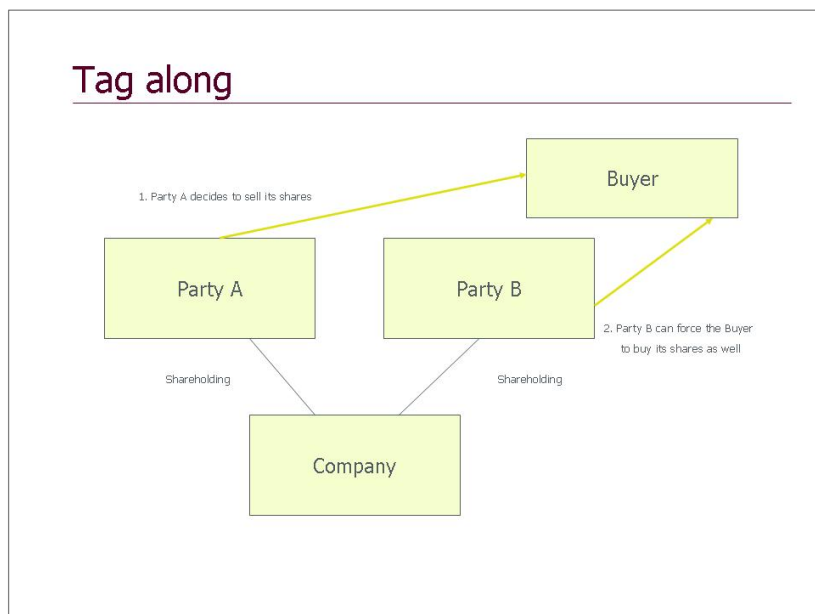 Tag along
1. Party A decides to sell its shares
Buyer
Party A
Party B
2. Party B can force the Buyer
to buy its shares as well
Shareholding
Shareholding
Company